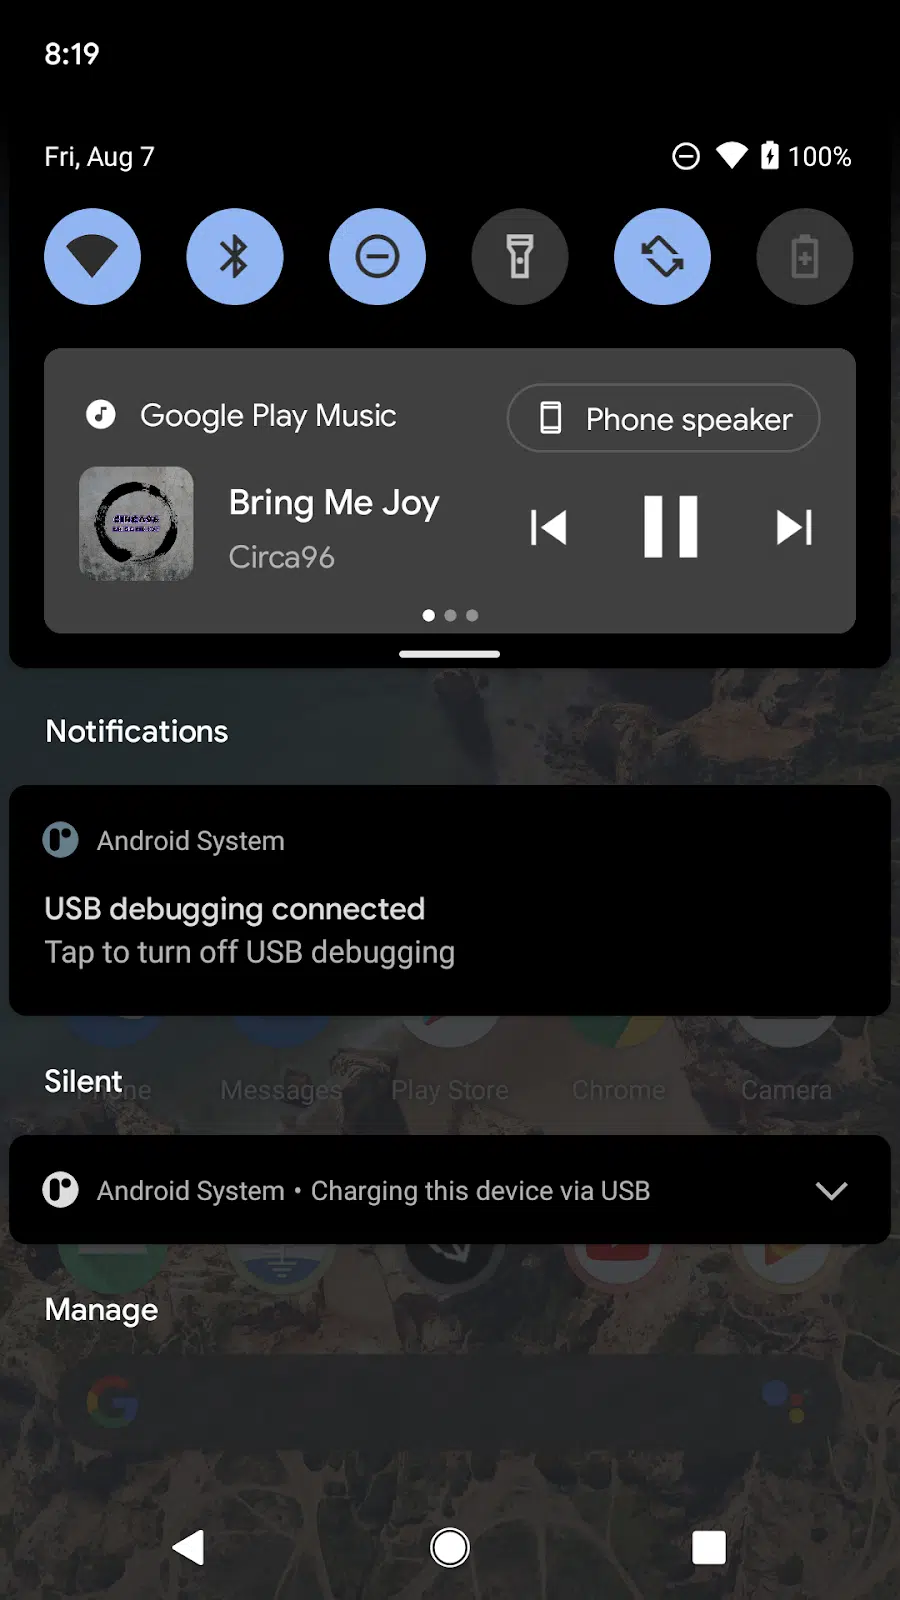 8:19
Fri, Aug 7
100%
Google Play Music
Phone speaker
Bring Me Joy
Circa96
Notifications
Android System
USB debugging connected
Tap to turn off USB debugging
Silent
Phone Messages Play Store Chrome Camera
Android System • Charging this device via USB
Manage